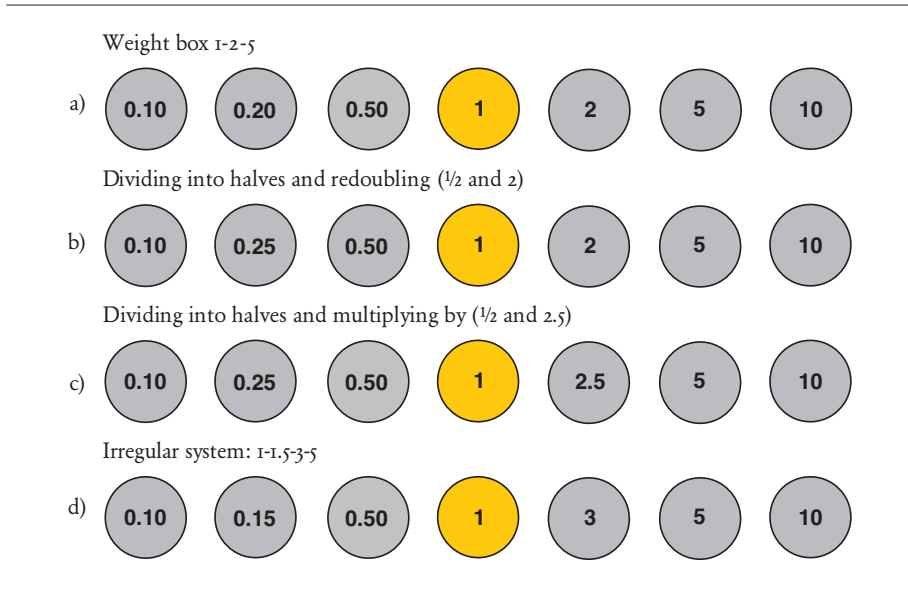 Weight box 1-2-5
a) 0.10 0.20 0.50 1 2 5 10
Dividing into halves and redoubling (½ and 2)
b) 0.10 0.25 0.50 1 2 5 10
Dividing into halves and multiplying by (½ and 2.5)
c) 0.10 0.25 0.50 1 2.5 5 10
Irregular system: 1-1.5-3-5
d) 0.10 0.15 0.50 1 3 5 10